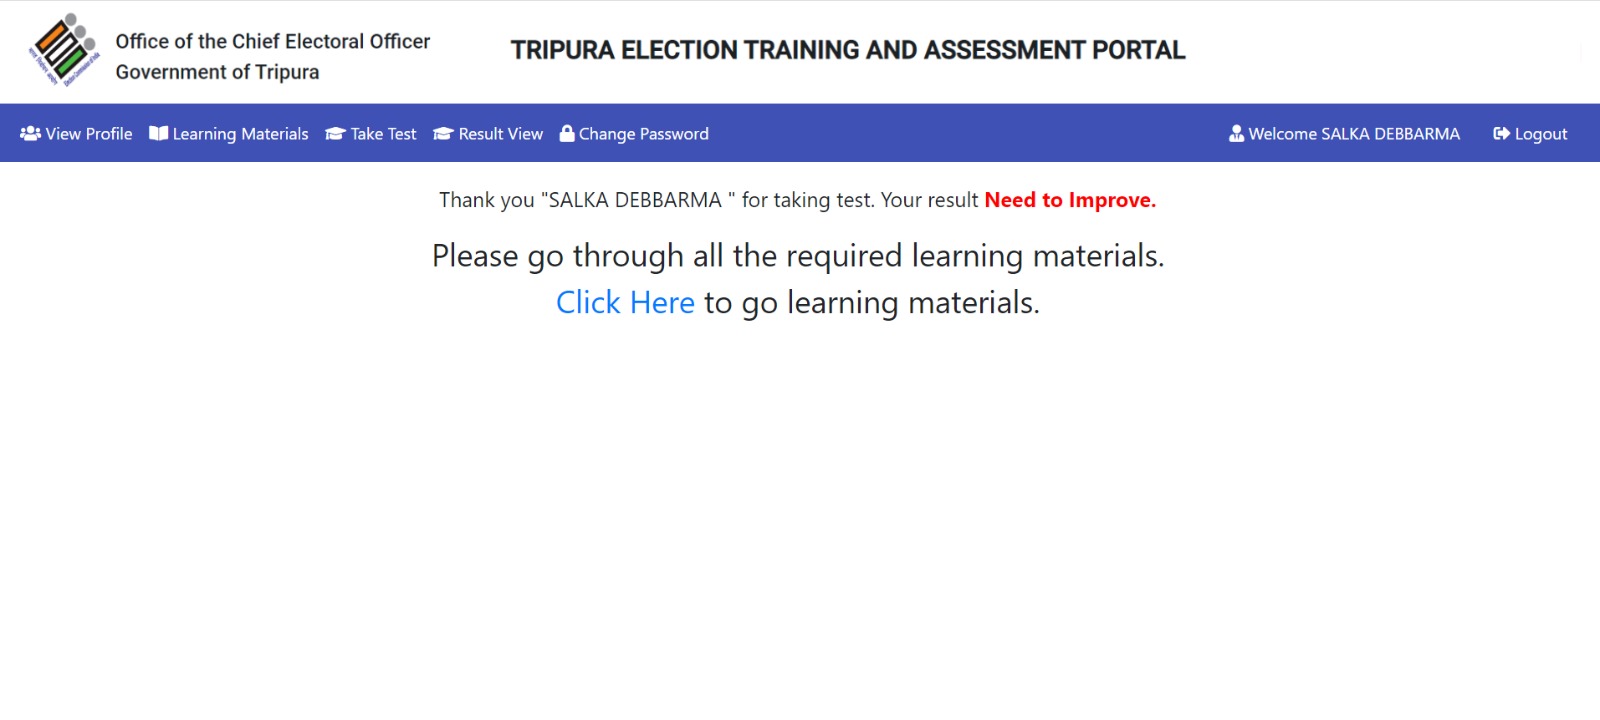 Office of the Chief Electoral Officer
Government of Tripura
TRIPURA ELECTION TRAINING AND ASSESSMENT PORTAL
View Profile Learning Materials Take Test Result View Change Password Welcome SALKA DEBBARMA Logout
Thank you "SALKA DEBBARMA " for taking test. Your result Need to Improve.
Please go through all the required learning materials.
Click Here to go learning materials.